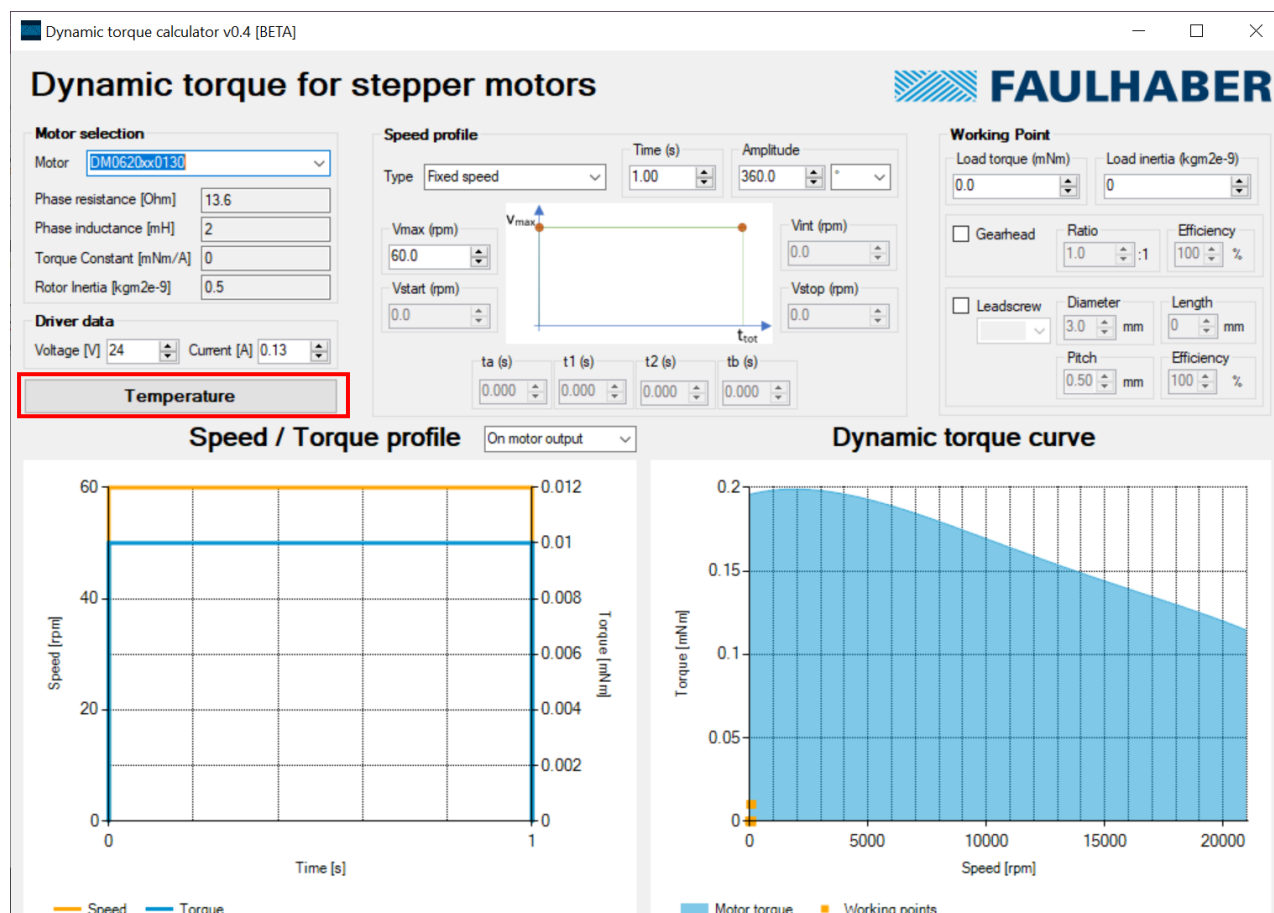 Dynamic torque calculator v0.4 [BETA]
Dynamic torque for stepper motors
FAULHABER
Motor selection
Motor DM0620xx0130
Phase resistance [Ohm] 13.6
Phase inductance [mH] 2
Torque Constant [mNm/A] 0
Rotor Inertia [kgm2e-9] 0.5
Driver data
Voltage [V] 24 Current [A] 0.13
Temperature
Speed profile
Type Fixed speed
Time (s)
1.00
Amplitude
360.0 °
Vmax (rpm)
60.0
Vstart (rpm)
0.0
Vmax
ttot
Vint (rpm)
0.0
Vstop (rpm)
0.0
ta (s) t1 (s) t2 (s) tb (s)
0.000 0.000 0.000 0.000
Working Point
Load torque (mNm) Load inertia (kgm2e-9)
0.0 0
Gearhead
Ratio Efficiency
1.0 :1 100 %
Leadscrew
Diameter Length
3.0 mm 0 mm
Pitch Efficiency
0.50 mm 100 %
Speed / Torque profile On motor output
60 0.012
0.01
40 0.008
0.006
20 0.004
0.002
0 0
0 1
Speed [rpm]
Torque [mNm]
Time [s]
Speed Torque
Dynamic torque curve
0.2
0.15
0.1
0.05
0
0 5000 10000 15000 20000
Torque [mNm]
Speed [rpm]
Motor torque Working points